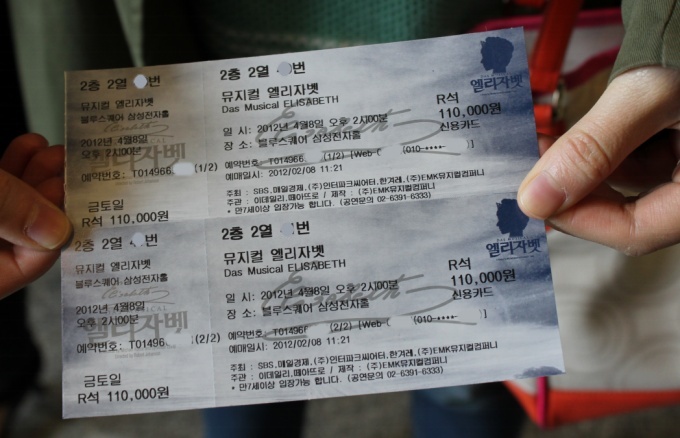 2층 2열 번
뮤지컬 엘리자벳
블루스퀘어 삼성전자홀
2012년 4월8일
오후 2시00분
엘리자벳
예약번호: T014966 (1/2)
금토일
R석 110,000원
2층 2열 번
뮤지컬 엘리자벳
Das Musical ELISABETH
Elisabeth
일 시: 2012년 4월8일 오후 2시00분
장 소: 블루스퀘어 삼성전자홀
예약번호: T014966 (1/2) [Web-( (010-****- ]
예매일시: 2012/02/08 11:21
주최 : SBS,매일경제,(주)인터파크씨어터,한겨레,(주)EMK뮤지컬컴퍼니
주관 : 이데일리,떼아뜨로 / 제작 : (주)EMK뮤지컬컴퍼니
* 만7세이상 입장가능 합니다. (공연문의 02-6391-6333)
엘리자벳
R석
110,000원
신용카드
2층 2열 번
뮤지컬 엘리자벳
블루스퀘어 삼성전자홀
2012년 4월8일
오후 2시00분
엘리자벳
예약번호: T01496 (2/2)
금토일
R석 110,000원
2층 2열 번
뮤지컬 엘리자벳
Das Musical ELISABETH
Elisabeth
일 시: 2012년 4월8일 오후 2시00분
장 소: 블루스퀘어 삼성전자홀
예약번호: T01496 (2/2) [Web-( (010-****- ]
예매일시: 2012/02/08 11:21
주최 : SBS,매일경제,(주)인터파크씨어터,한겨레,(주)EMK뮤지컬컴퍼니
주관 : 이데일리,떼아뜨로 / 제작 : (주)EMK뮤지컬컴퍼니
* 만7세이상 입장가능 합니다. (공연문의 02-6391-6333)
엘리자벳
R석
110,000원
신용카드